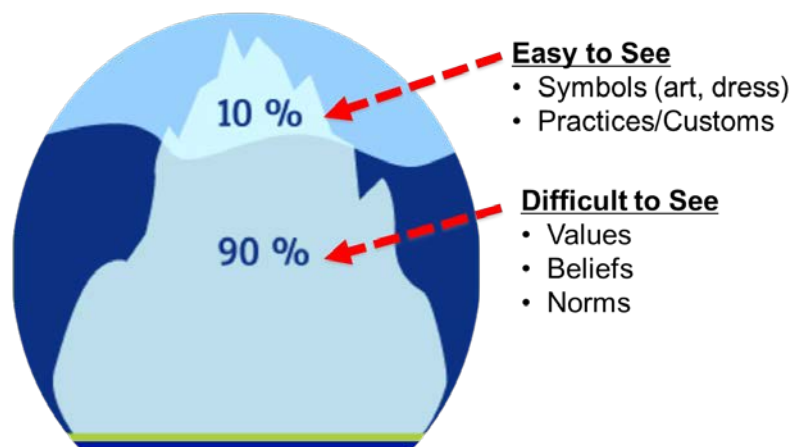 10 %
Easy to See
• Symbols (art, dress)
• Practices/Customs
90 %
Difficult to See
• Values
• Beliefs
• Norms